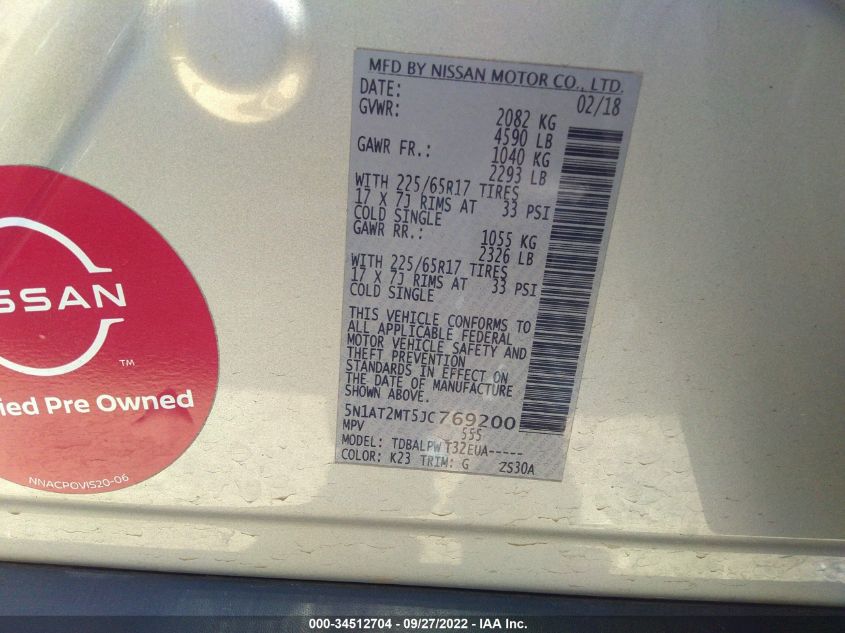 MFD BY NISSAN MOTOR CO., LTD.
DATE: 02/18
GVWR: 2082 KG
4590 LB
GAWR FR.: 1040 KG
2293 LB
WITH 225/65R17 TIRES
17 X 7J RIMS AT 33 PSI
COLD SINGLE
GAWR RR.: 1055 KG
2326 LB
WITH 225/65R17 TIRES
17 X 7J RIMS AT 33 PSI
COLD SINGLE
THIS VEHICLE CONFORMS TO
ALL APPLICABLE FEDERAL
MOTOR VEHICLE SAFETY AND
THEFT PREVENTION
STANDARDS IN EFFECT ON
THE DATE OF MANUFACTURE
SHOWN ABOVE.
5N1AT2MT5JC769200
MPV 555
MODEL: TDBALPWT32EUA-----
COLOR: K23 TRIM: G ZS30A
SSAN
TM
ied Pre Owned
NNACPOVIS20-06
000-34512704 - 09/27/2022 - IAA Inc.